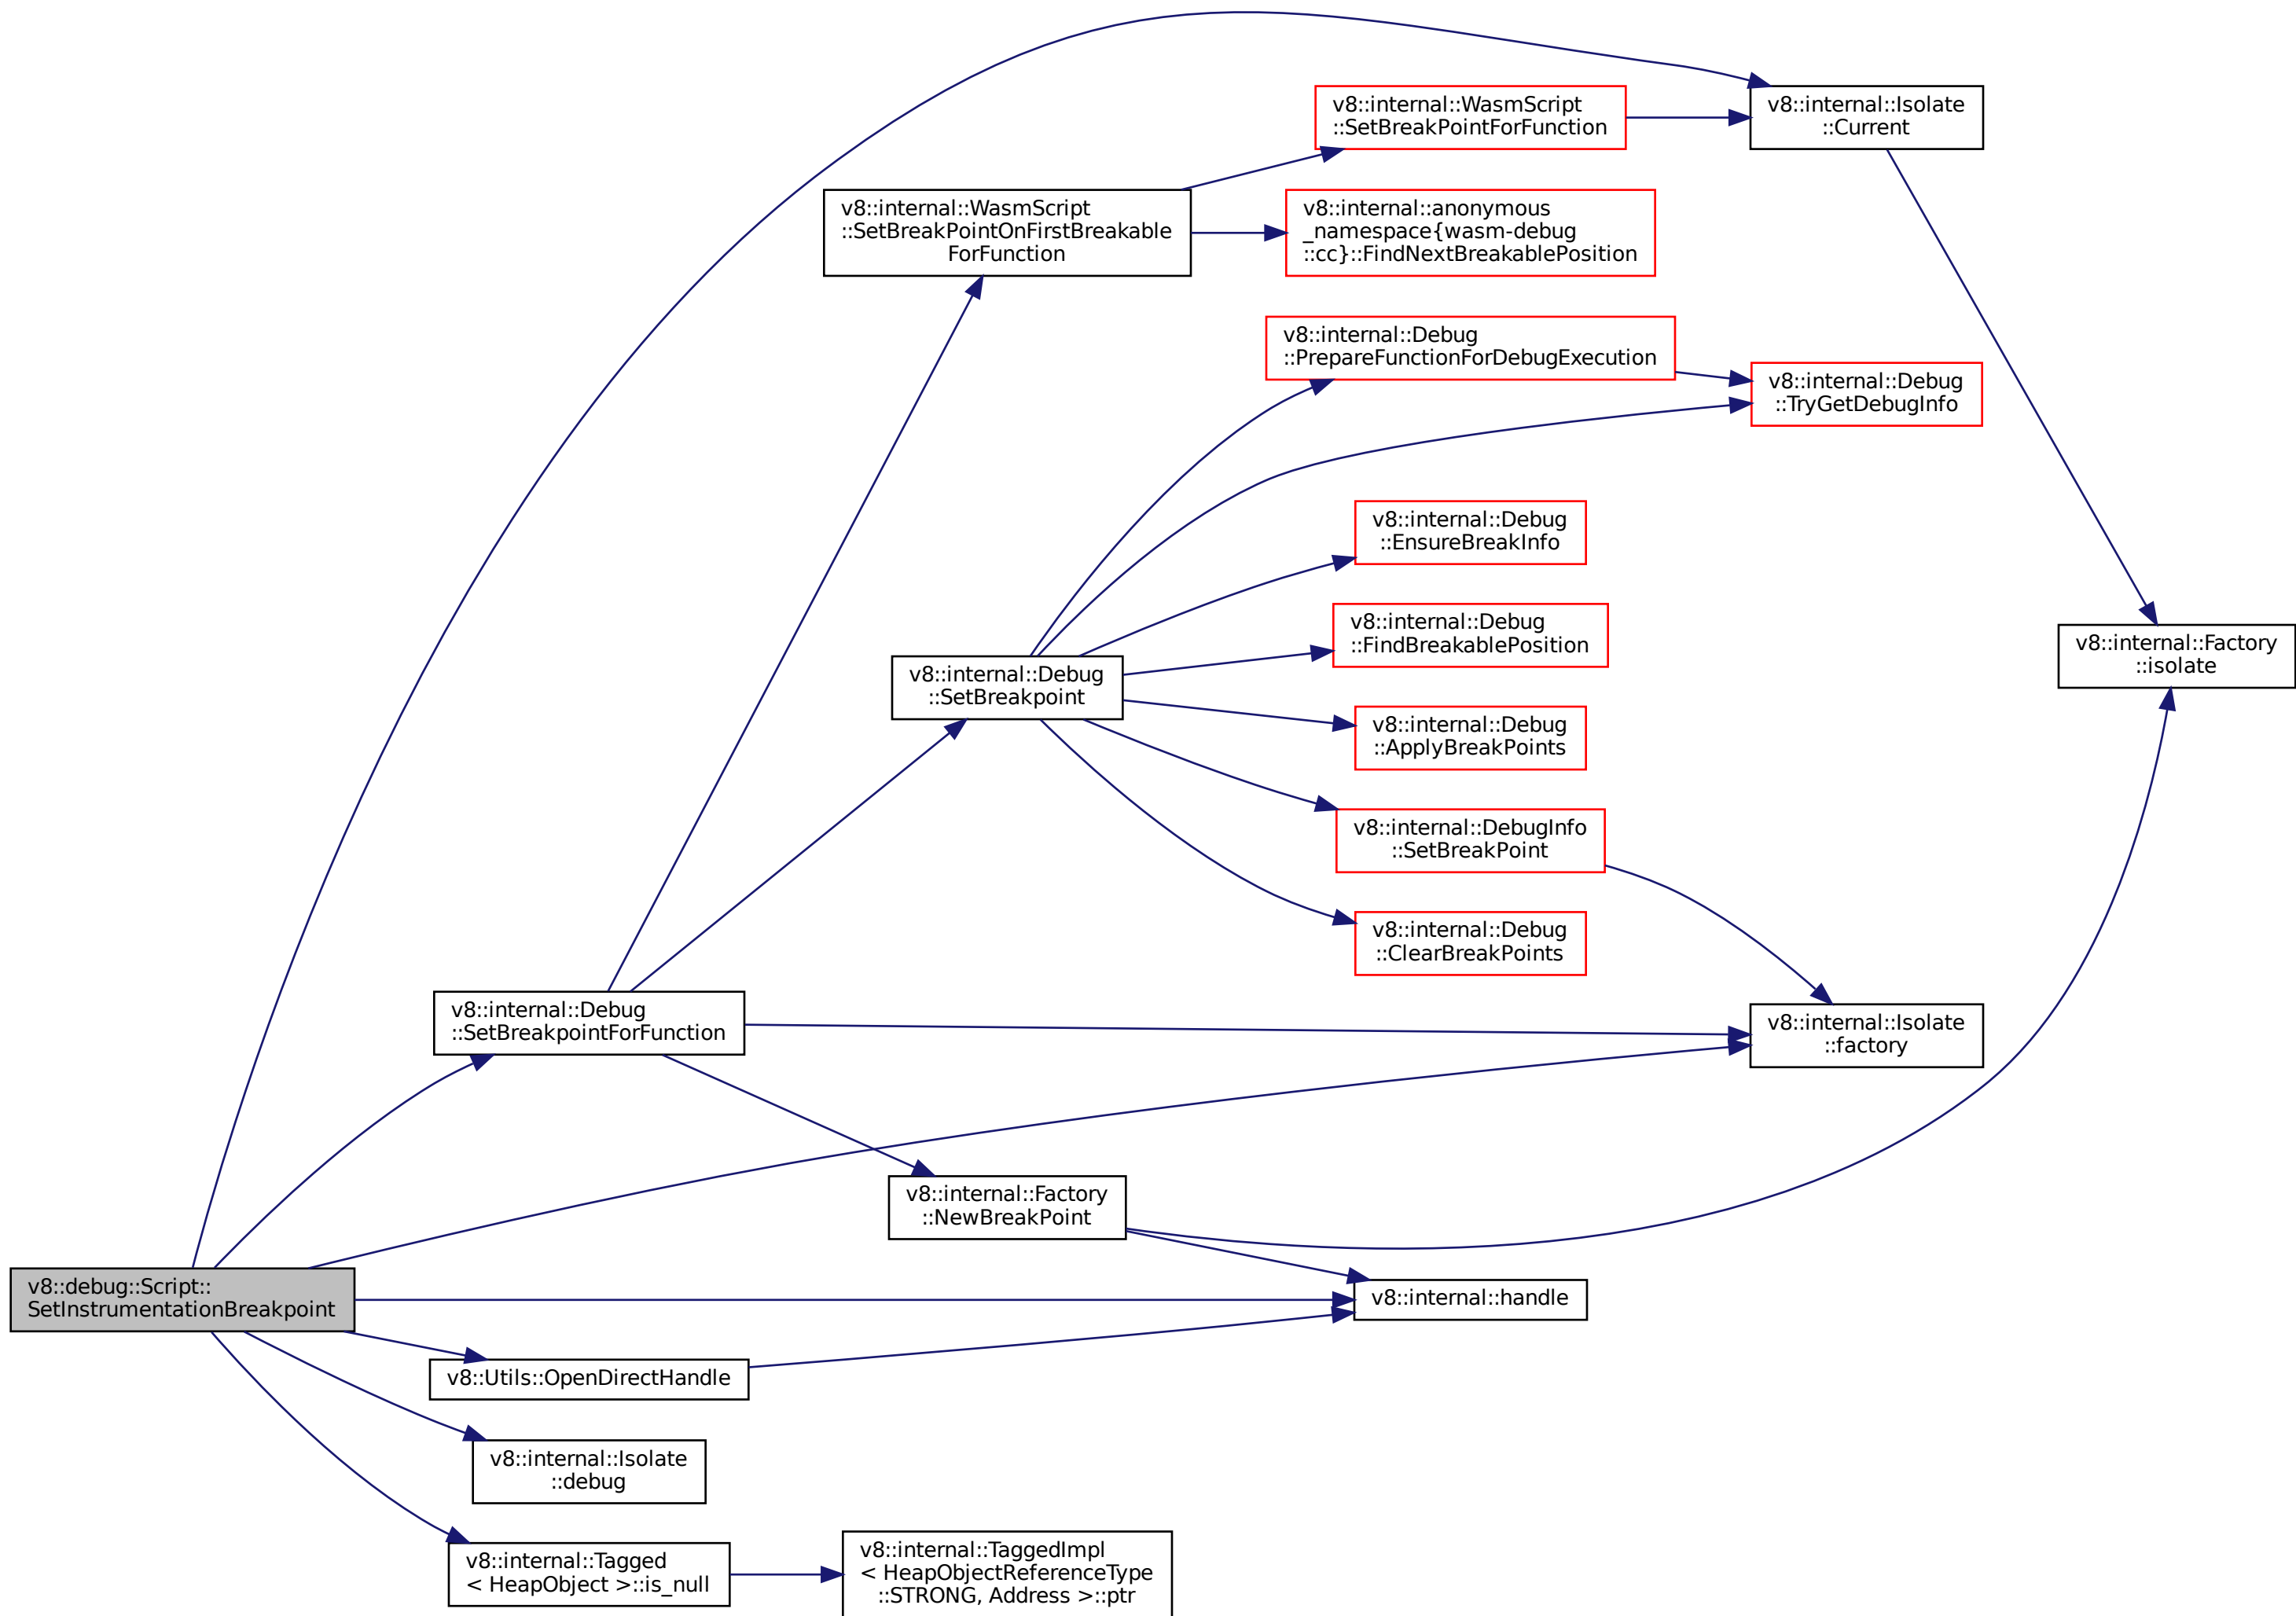 v8::internal::WasmScript
::SetBreakPointForFunction
v8::internal::Isolate
::Current
v8::internal::WasmScript
::SetBreakPointOnFirstBreakable
ForFunction
v8::internal::anonymous
_namespace{wasm-debug
::cc}::FindNextBreakablePosition
v8::internal::Debug
::PrepareFunctionForDebugExecution
v8::internal::Debug
::TryGetDebugInfo
v8::internal::Debug
::EnsureBreakInfo
v8::internal::Debug
::FindBreakablePosition
v8::internal::Factory
::isolate
v8::internal::Debug
::SetBreakpoint
v8::internal::Debug
::ApplyBreakPoints
v8::internal::DebugInfo
::SetBreakPoint
v8::internal::Debug
::ClearBreakPoints
v8::internal::Debug
::SetBreakpointForFunction
v8::internal::Isolate
::factory
v8::internal::Factory
::NewBreakPoint
v8::debug::Script::
SetInstrumentationBreakpoint
v8::internal::handle
v8::Utils::OpenDirectHandle
v8::internal::Isolate
::debug
v8::internal::Tagged
< HeapObject >::is_null
v8::internal::TaggedImpl
< HeapObjectReferenceType
::STRONG, Address >::ptr